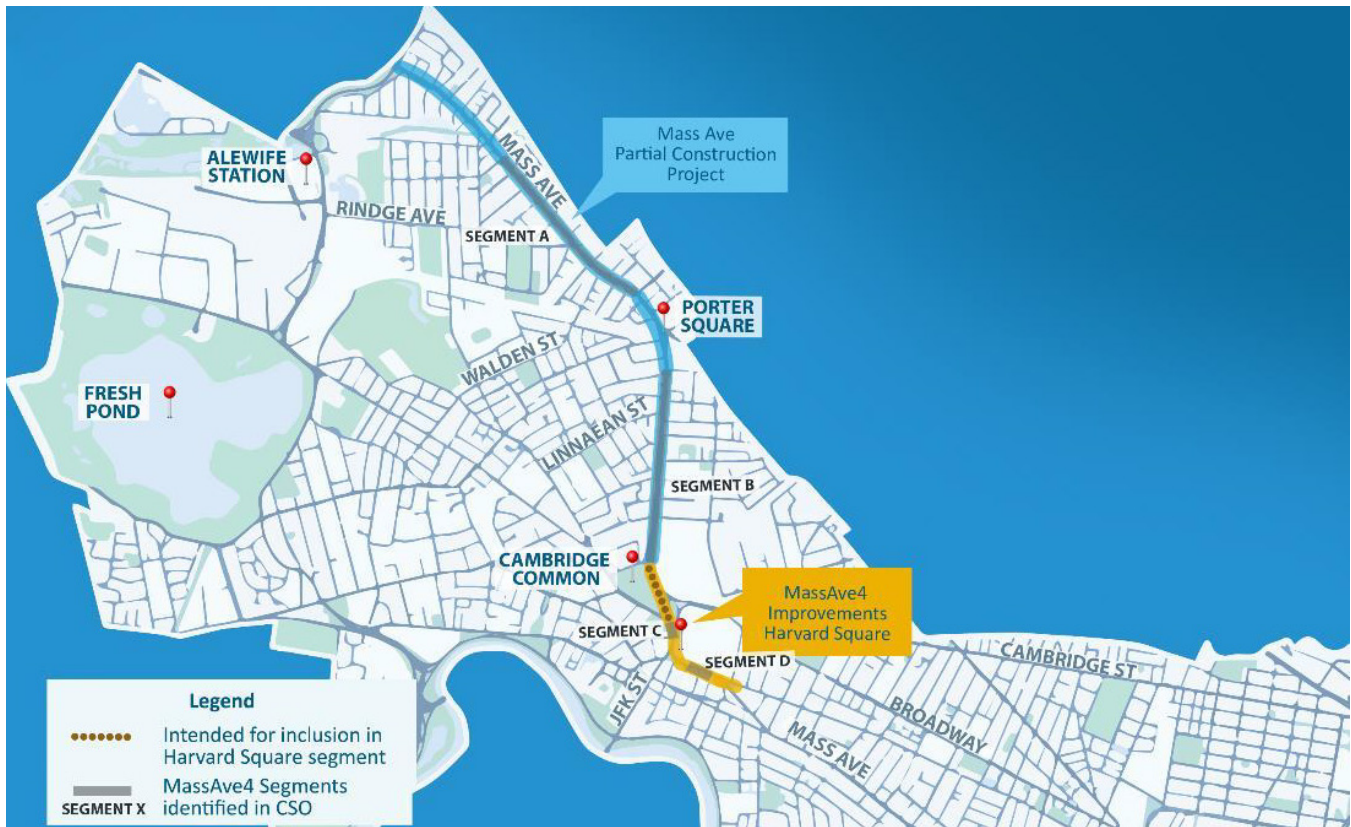 Mass Ave
Partial Construction
Project
MASS AVE
ALEWIFE
STATION
RINDGE AVE
SEGMENT A
PORTER
SQUARE
WALDEN ST
FRESH
POND
LINNAEAN ST
SEGMENT B
CAMBRIDGE
COMMON
MassAve4
Improvements
Harvard Square
SEGMENT C
SEGMENT D
CAMBRIDGE ST
JFK ST
BROADWAY
MASS AVE
Legend
Intended for inclusion in
Harvard Square segment
MassAve4 Segments
identified in CSO
SEGMENT X